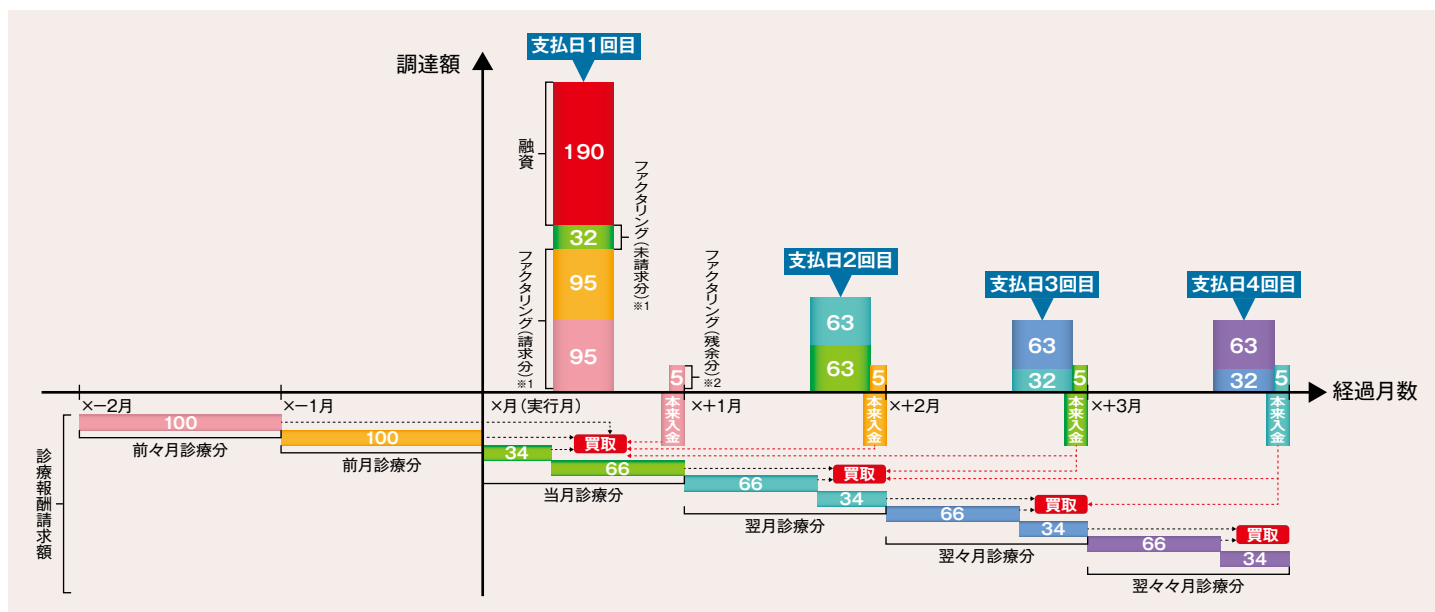 支払日1回目
調達額
190
融資
32
ファクタリング(未請求分)※1
95
95
ファクタリング(請求分)※1
ファクタリング(残余分)※2
5
支払日2回目
63
63
5
支払日3回目
63
32
5
支払日4回目
63
32
5
経過月数
×−2月
×−1月
×月(実行月)
×+1月
×+2月
×+3月
本来入金
本来入金
本来入金
本来入金
診療報酬請求額
100
前々月診療分
100
前月診療分
買取
34
66
当月診療分
買取
66
34
翌月診療分
買取
66
34
翌々月診療分
買取
66
34
翌々々月診療分